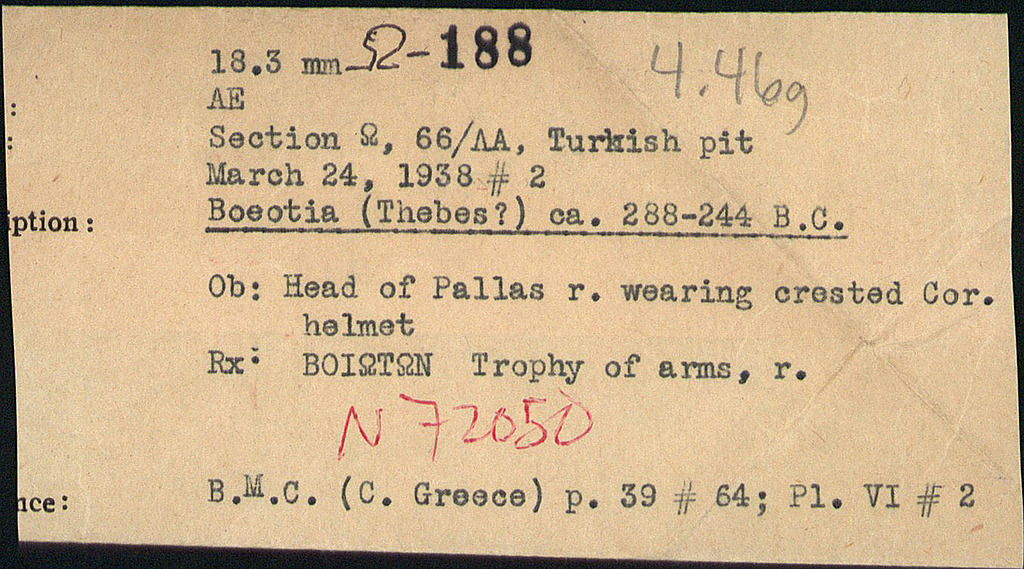 18.3 mm Ω-188
4.46g
:
AE
:
Section Ω, 66/ΛΑ, Turkish pit
March 24, 1938 # 2
iption: Boeotia (Thebes?) ca. 288-244 B.C.
Ob: Head of Pallas r. wearing crested Cor.
helmet
Rx: ΒΟΙΩΤΩΝ Trophy of arms, r.
N 72050
nce: B.M.C. (C. Greece) p. 39 # 64; Pl. VI # 2